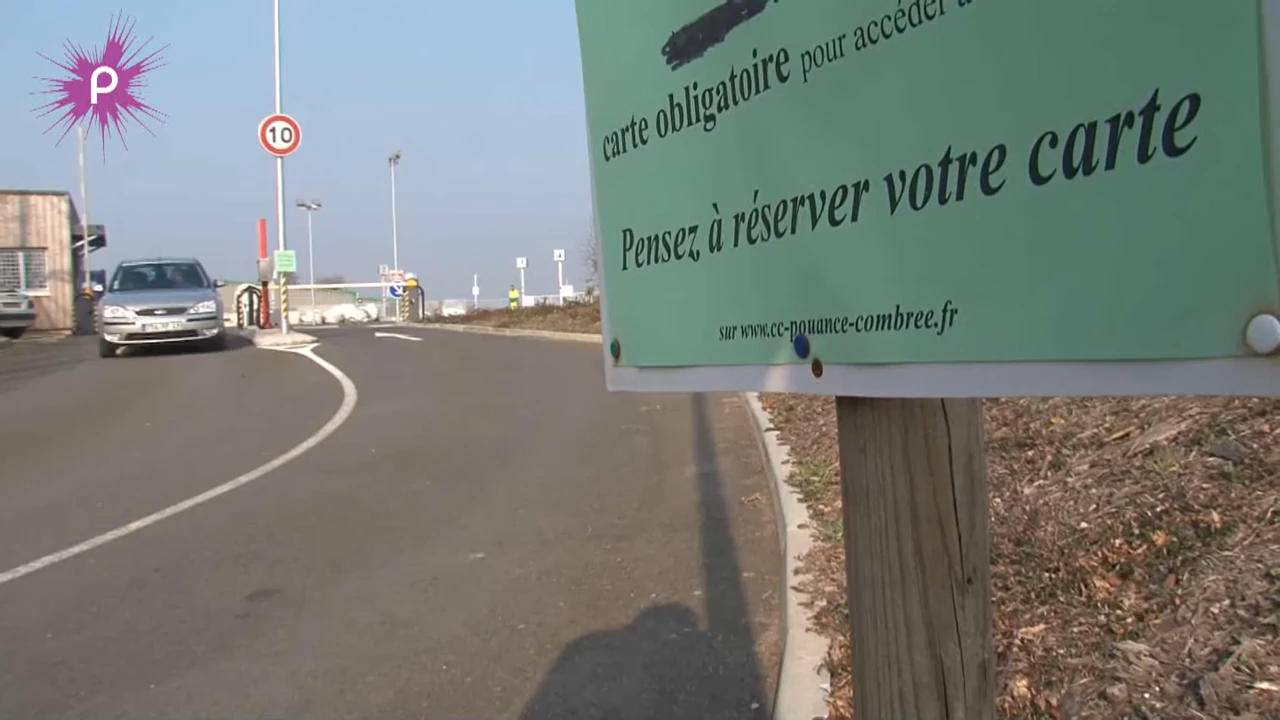 P
10
carte obligatoire pour accéder
Pensez à réserver votre carte
sur www.cc-pouance-combree.fr